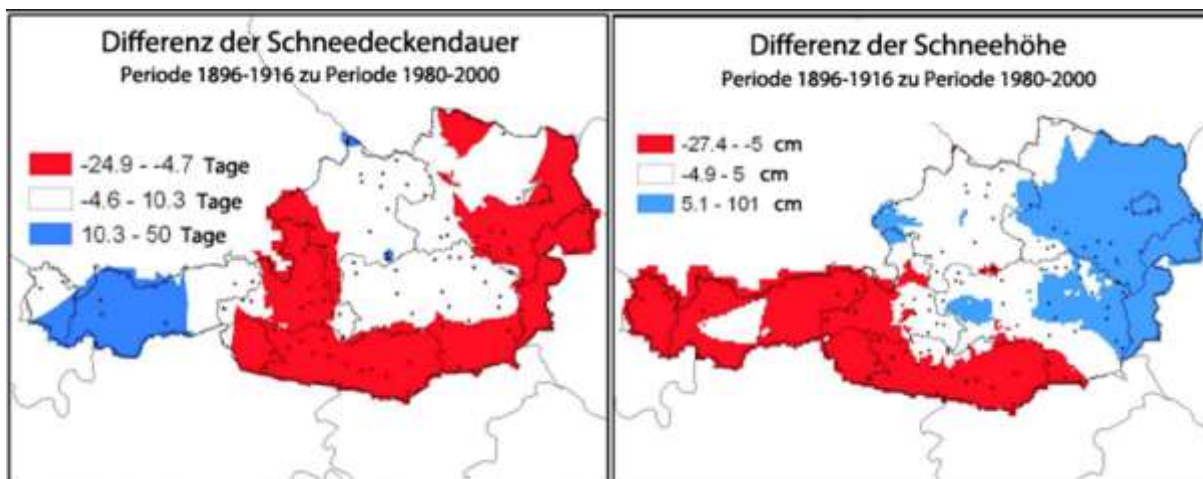 Differenz der Schneedeckendauer
Periode 1896-1916 zu Periode 1980-2000
-24.9 - -4.7 Tage
-4.6 - 10.3 Tage
10.3 - 50 Tage
Differenz der Schneehöhe
Periode 1896-1916 zu Periode 1980-2000
-27.4 - -5 cm
-4.9 - 5 cm
5.1 - 101 cm